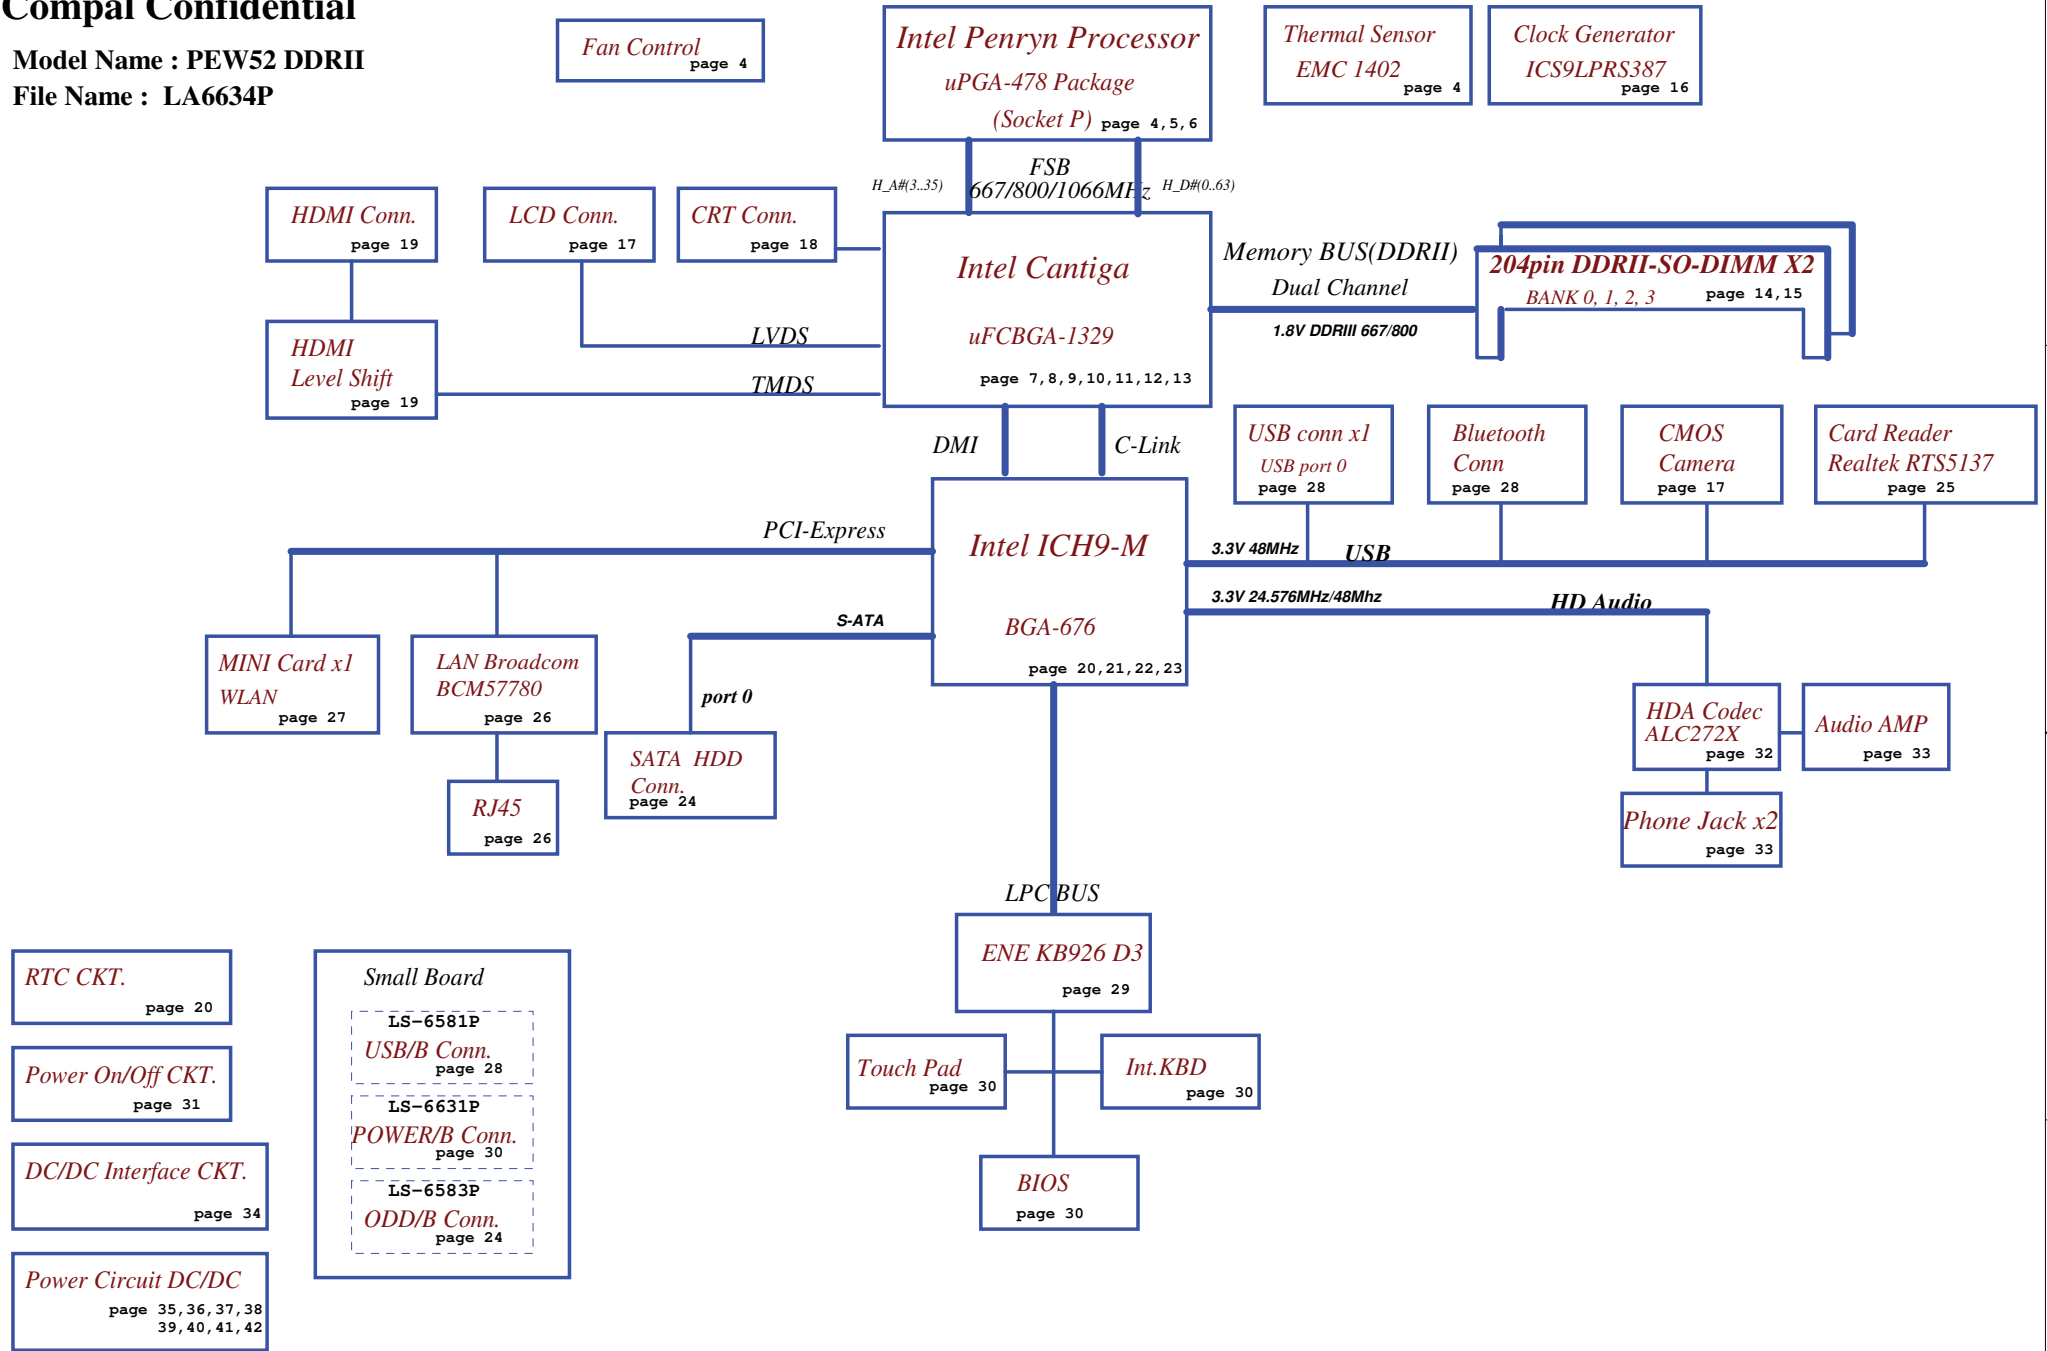 Compal Confidential
Model Name : PEW52 DDRII
File Name : LA6634P
Fan Control
page 4
Intel Penryn Processor
uPGA-478 Package
(Socket P) page 4,5,6
Thermal Sensor
EMC 1402
page 4
Clock Generator
ICS9LPRS387
page 16
H_A#(3..35)
FSB
667/800/1066MHz
H_D#(0..63)
HDMI Conn.
page 19
LCD Conn.
page 17
CRT Conn.
page 18
Intel Cantiga
uFCBGA-1329
page 7,8,9,10,11,12,13
Memory BUS(DDRII)
Dual Channel
1.8V DDRIII 667/800
204pin DDRII-SO-DIMM X2
BANK 0, 1, 2, 3 page 14,15
HDMI
Level Shift
page 19
LVDS
TMDS
DMI
C-Link
USB conn x1
USB port 0
page 28
Bluetooth
Conn
page 28
CMOS
Camera
page 17
Card Reader
Realtek RTS5137
page 25
PCI-Express
Intel ICH9-M
BGA-676
page 20,21,22,23
3.3V 48MHz
USB
3.3V 24.576MHz/48Mhz
HD Audio
S-ATA
port 0
MINI Card x1
WLAN
page 27
LAN Broadcom
BCM57780
page 26
RJ45
page 26
SATA HDD
Conn.
page 24
HDA Codec
ALC272X
page 32
Audio AMP
page 33
Phone Jack x2
page 33
LPC BUS
ENE KB926 D3
page 29
Touch Pad
page 30
Int.KBD
page 30
BIOS
page 30
RTC CKT.
page 20
Power On/Off CKT.
page 31
DC/DC Interface CKT.
page 34
Power Circuit DC/DC
page 35,36,37,38
39,40,41,42
Small Board
LS-6581P
USB/B Conn.
page 28
LS-6631P
POWER/B Conn.
page 30
LS-6583P
ODD/B Conn.
page 24